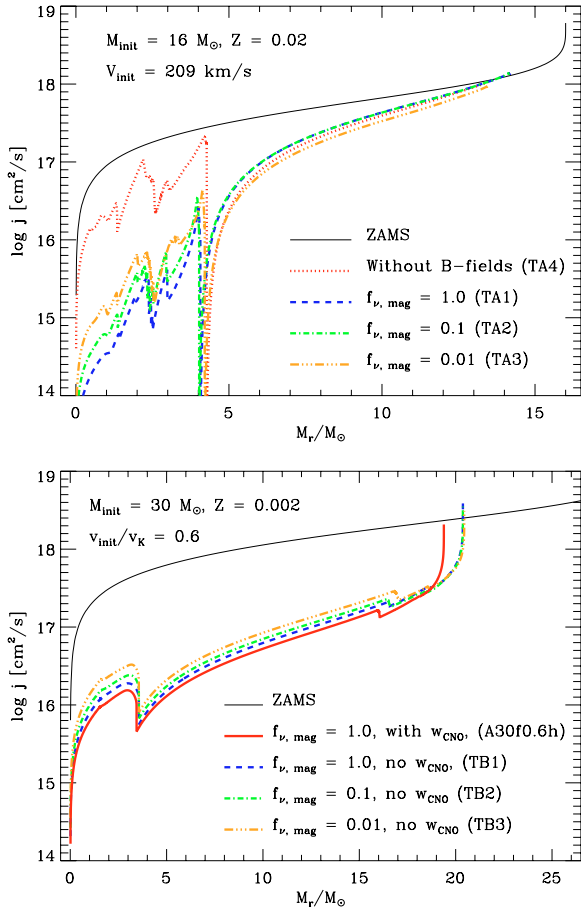 M_init = 16 M_⊙, Z = 0.02
V_init = 209 km/s
log j [cm²/s]
19
18
17
16
15
14
ZAMS
Without B-fields (TA4)
f_ν, mag = 1.0 (TA1)
f_ν, mag = 0.1 (TA2)
f_ν, mag = 0.01 (TA3)
0 5 10 15
M_r/M_⊙
M_init = 30 M_⊙, Z = 0.002
v_init/v_K = 0.6
log j [cm²/s]
19
18
17
16
15
14
ZAMS
f_ν, mag = 1.0, with w_CNO, (A30f0.6h)
f_ν, mag = 1.0, no w_CNO, (TB1)
f_ν, mag = 0.1, no w_CNO (TB2)
f_ν, mag = 0.01, no w_CNO (TB3)
0 5 10 15 20 25
M_r/M_⊙